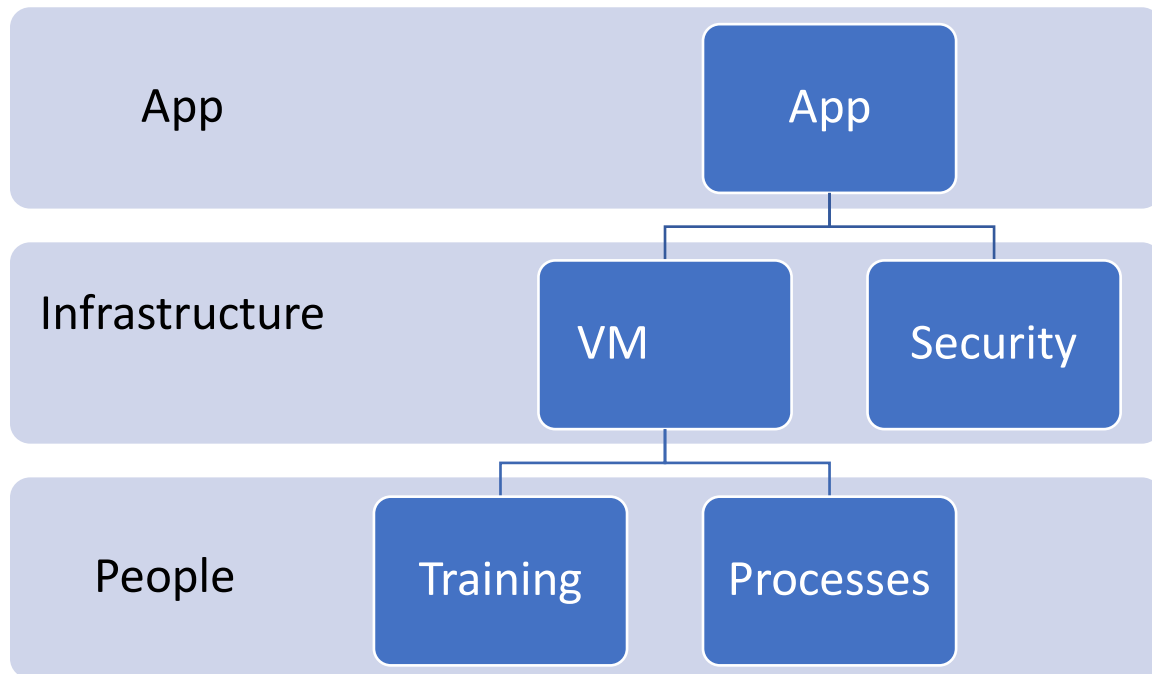 App
App
Infrastructure
VM
Security
People
Training
Processes